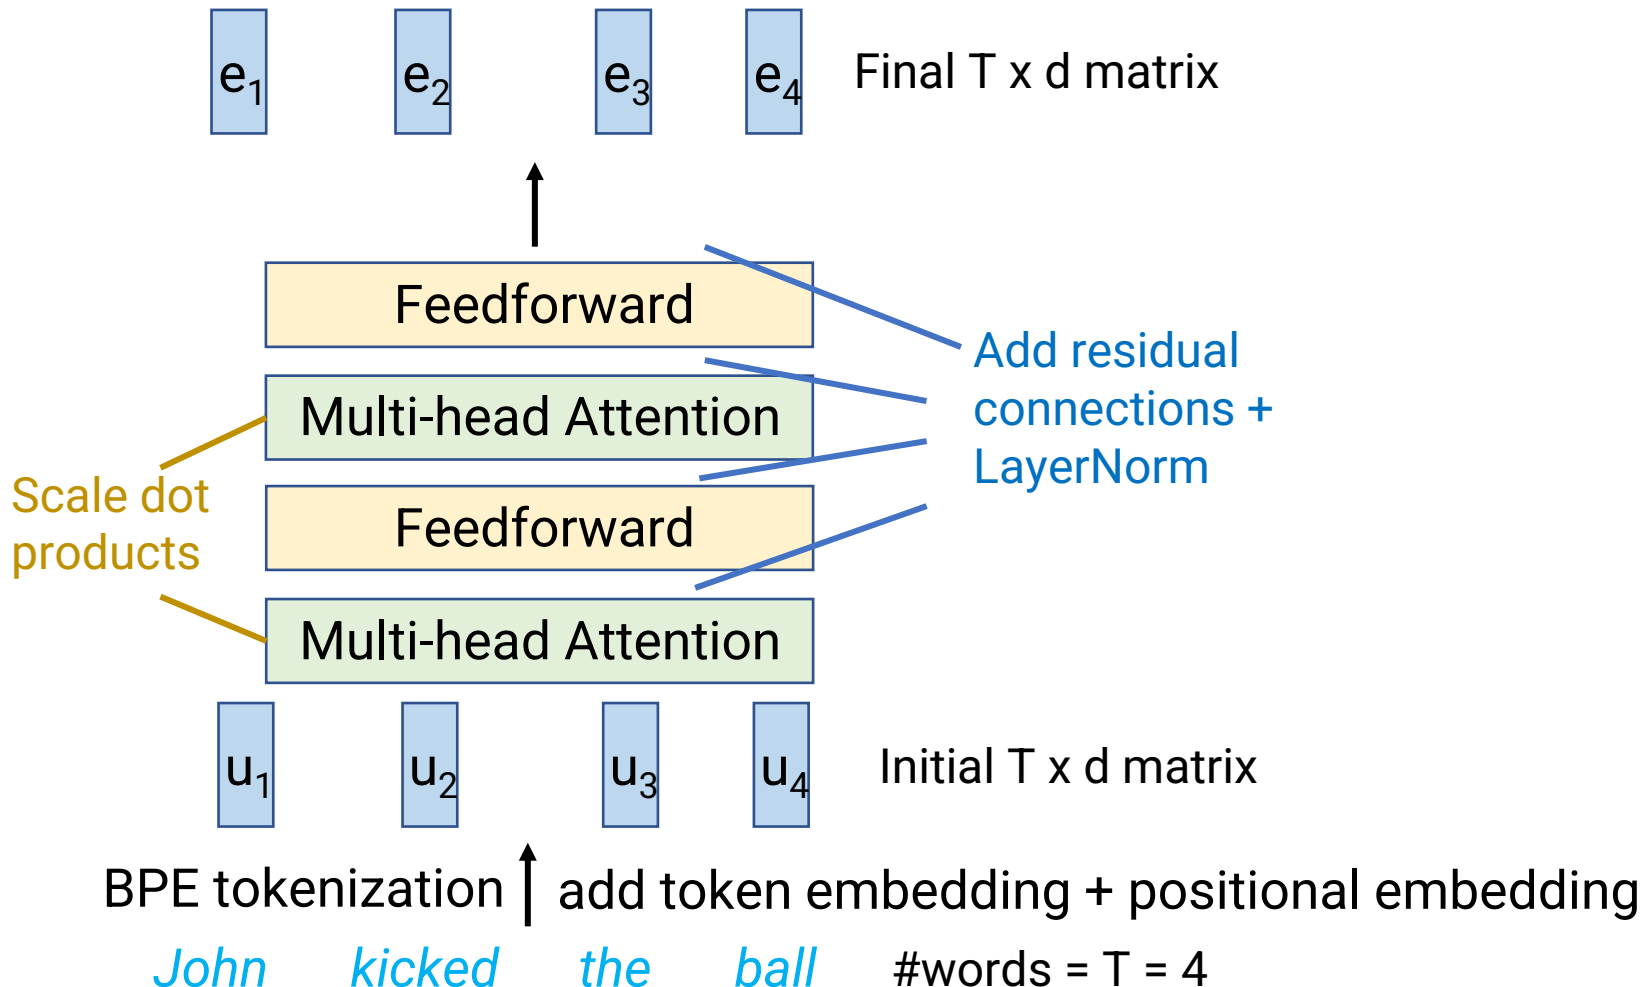 e1 e2 e3 e4 Final T x d matrix
Feedforward
Multi-head Attention
Feedforward
Multi-head Attention
Add residual
connections +
LayerNorm
Scale dot
products
u1 u2 u3 u4 Initial T x d matrix
BPE tokenization add token embedding + positional embedding
John kicked the ball #words = T = 4